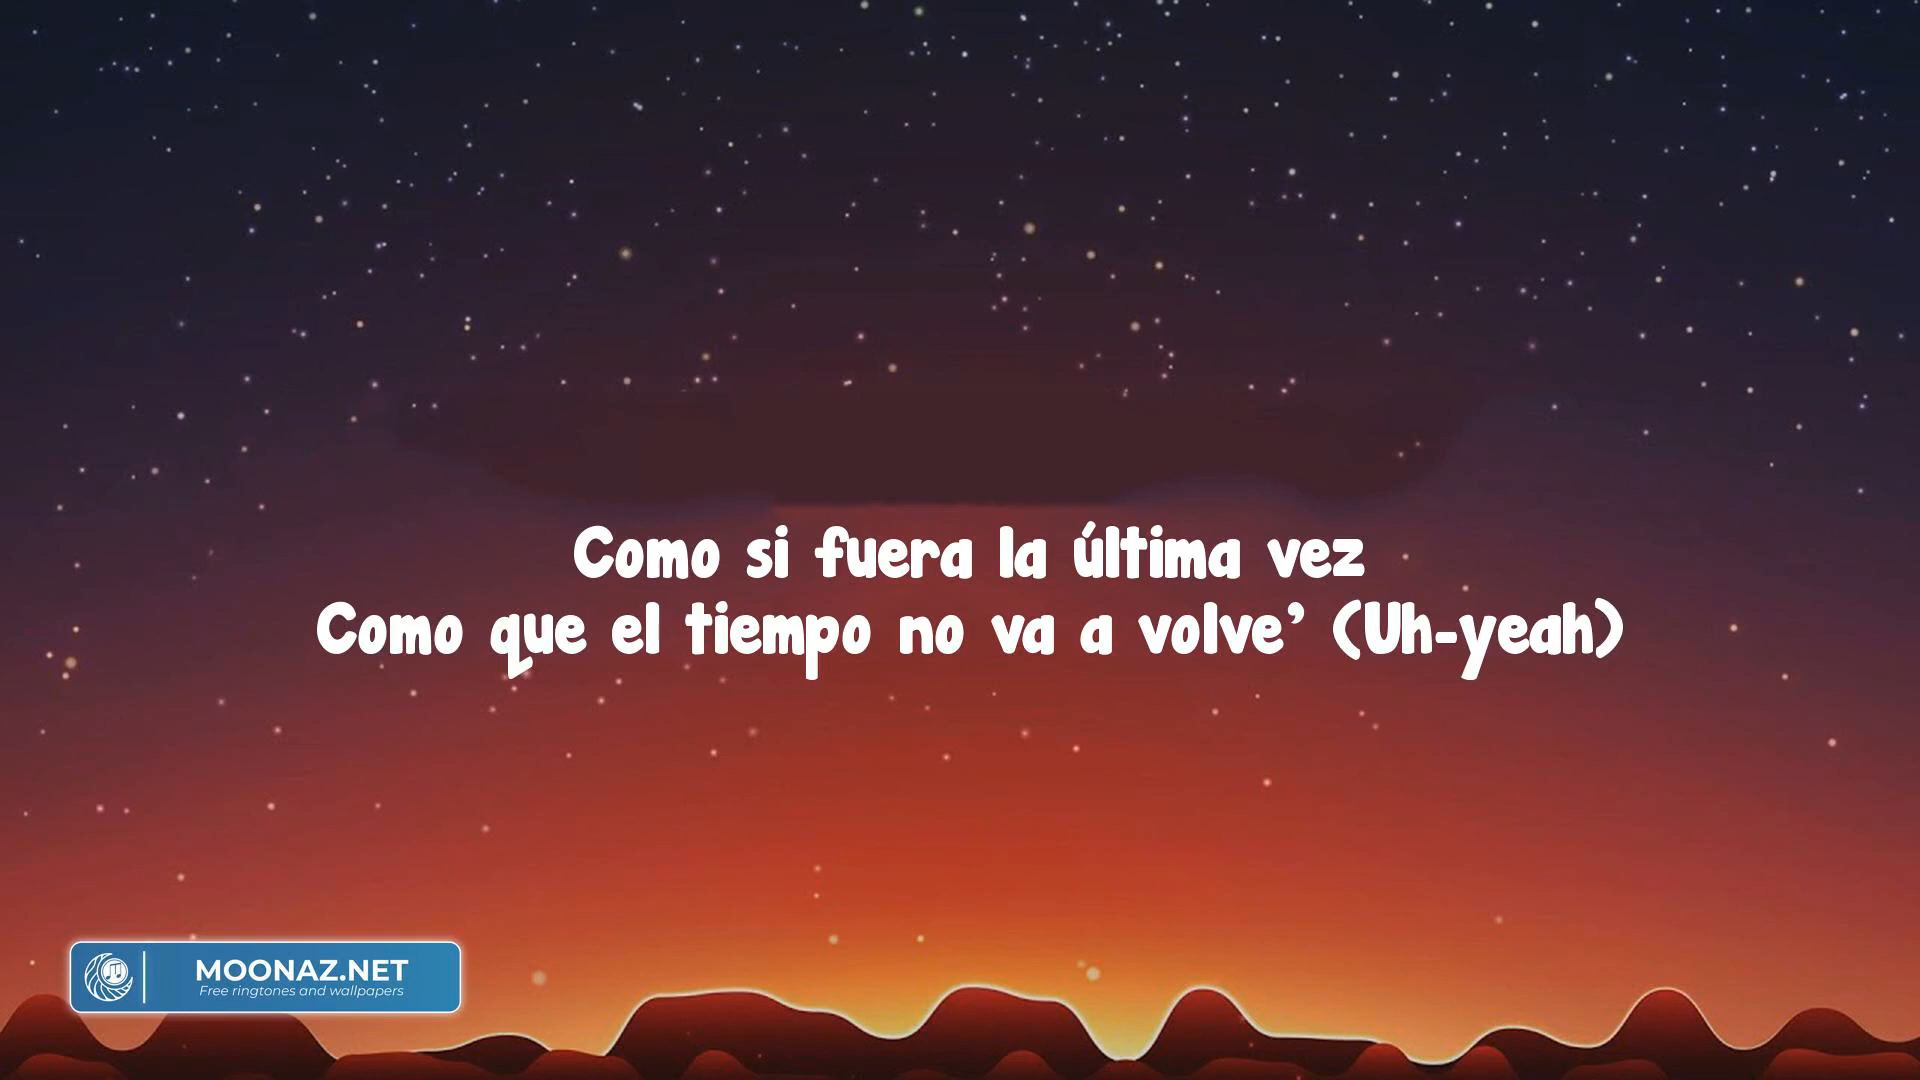 Como si fuera la última vez
Como que el tiempo no va a volve’ (Uh-yeah)
MOONAZ.NET
Free ringtones and wallpapers